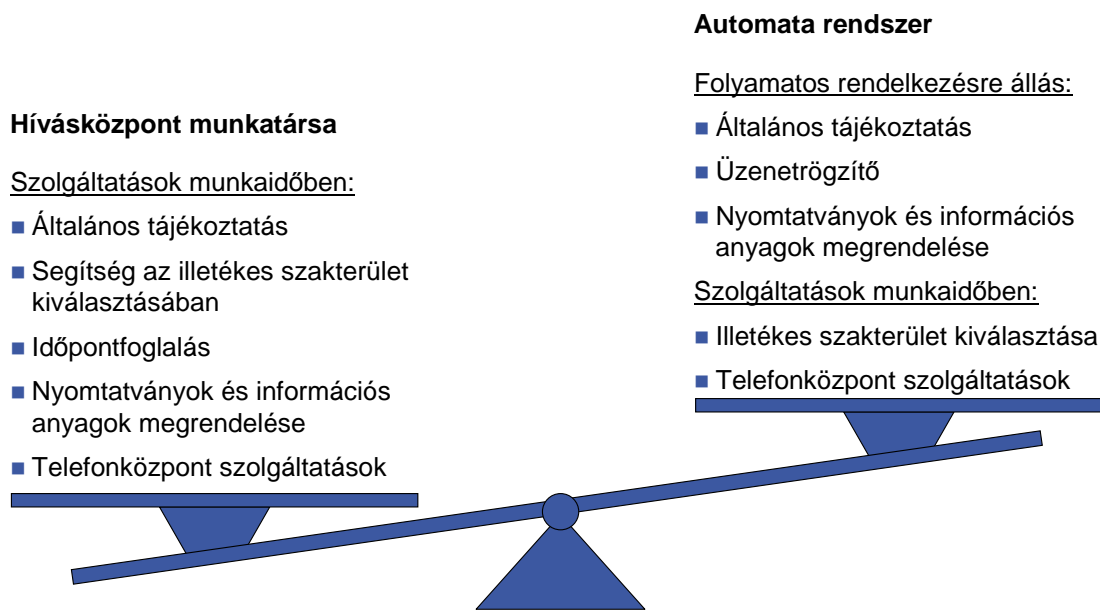 Hívásközpont munkatársa
Szolgáltatások munkaidőben:
Általános tájékoztatás
Segítség az illetékes szakterület
kiválasztásában
Időpontfoglalás
Nyomtatványok és információs
anyagok megrendelése
Telefonközpont szolgáltatások
Automata rendszer
Folyamatos rendelkezésre állás:
Általános tájékoztatás
Üzenetrögzítő
Nyomtatványok és információs
anyagok megrendelése
Szolgáltatások munkaidőben:
Illetékes szakterület kiválasztása
Telefonközpont szolgáltatások